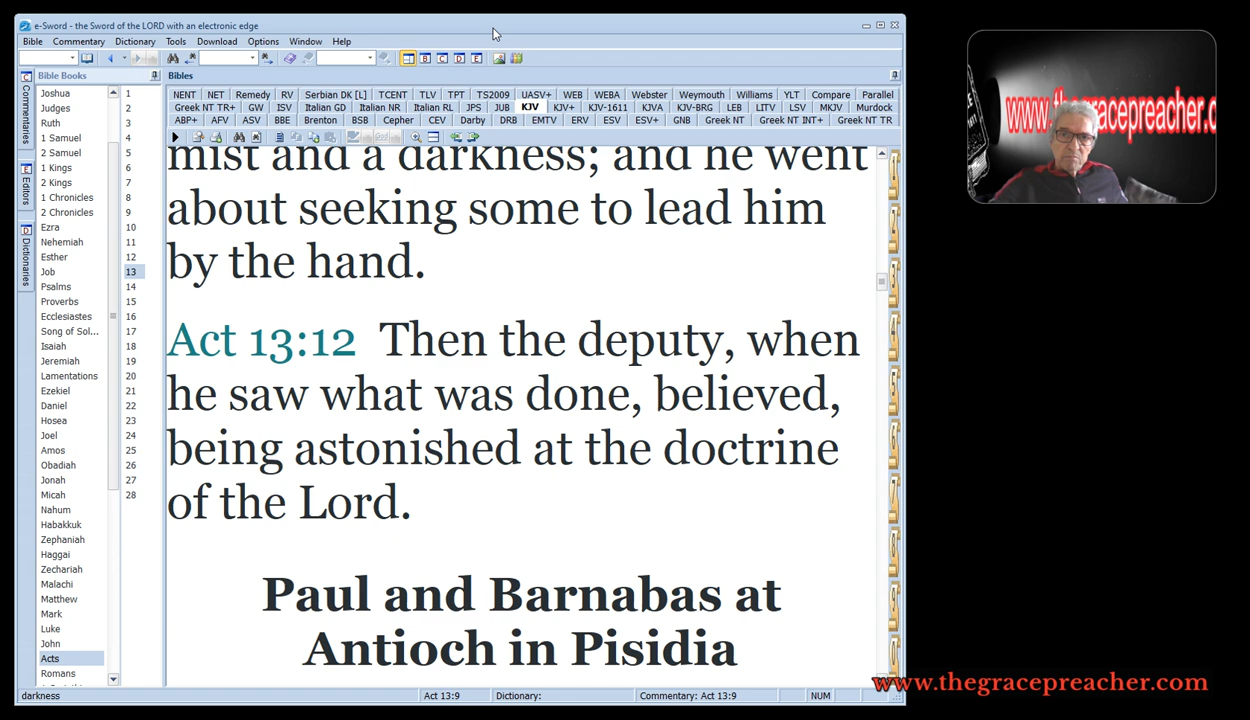 e-Sword - the Sword of the LORD with an electronic edge
Bible Commentary Dictionary Tools Download Options Window Help
B C D E
Bible Books
Bibles
Commentaries
Editors
Dictionaries
Joshua 1
Judges 2
Ruth 3
1 Samuel 4
2 Samuel 5
1 Kings 6
2 Kings 7
1 Chronicles 8
2 Chronicles 9
Ezra 10
Nehemiah 11
Esther 12
Job 13
Psalms 14
Proverbs 15
Ecclesiastes 16
Song of Sol... 17
Isaiah 18
Jeremiah 19
Lamentations 20
Ezekiel 21
Daniel 22
Hosea 23
Joel 24
Amos 25
Obadiah 26
Jonah 27
Micah 28
Nahum
Habakkuk
Zephaniah
Haggai
Zechariah
Malachi
Matthew
Mark
Luke
John
Acts
Romans
NENT NET Remedy RV Serbian DK [L] TCENT TLV TPT TS2009 UASV+ WEB WEBA Webster Weymouth Williams YLT Compare Parallel
Greek NT TR+ GW ISV Italian GD Italian NR Italian RL JPS JUB KJV KJV+ KJV-1611 KJVA KJV-BRG LEB LITV LSV MKJV Murdock
ABP+ AFV ASV BBE Brenton BSB Cepher CEV Darby DRB EMTV ERV ESV ESV+ GNB Greek NT Greek NT INT+ Greek NT TR
mist and a darkness; and he went
about seeking some to lead him
by the hand.
Act 13:12 Then the deputy, when
he saw what was done, believed,
being astonished at the doctrine
of the Lord.
Paul and Barnabas at
Antioch in Pisidia
darkness Act 13:9 Dictionary: Commentary: Act 13:9 NUM
www.thegracepreacher.c
www.thegracepreacher.com